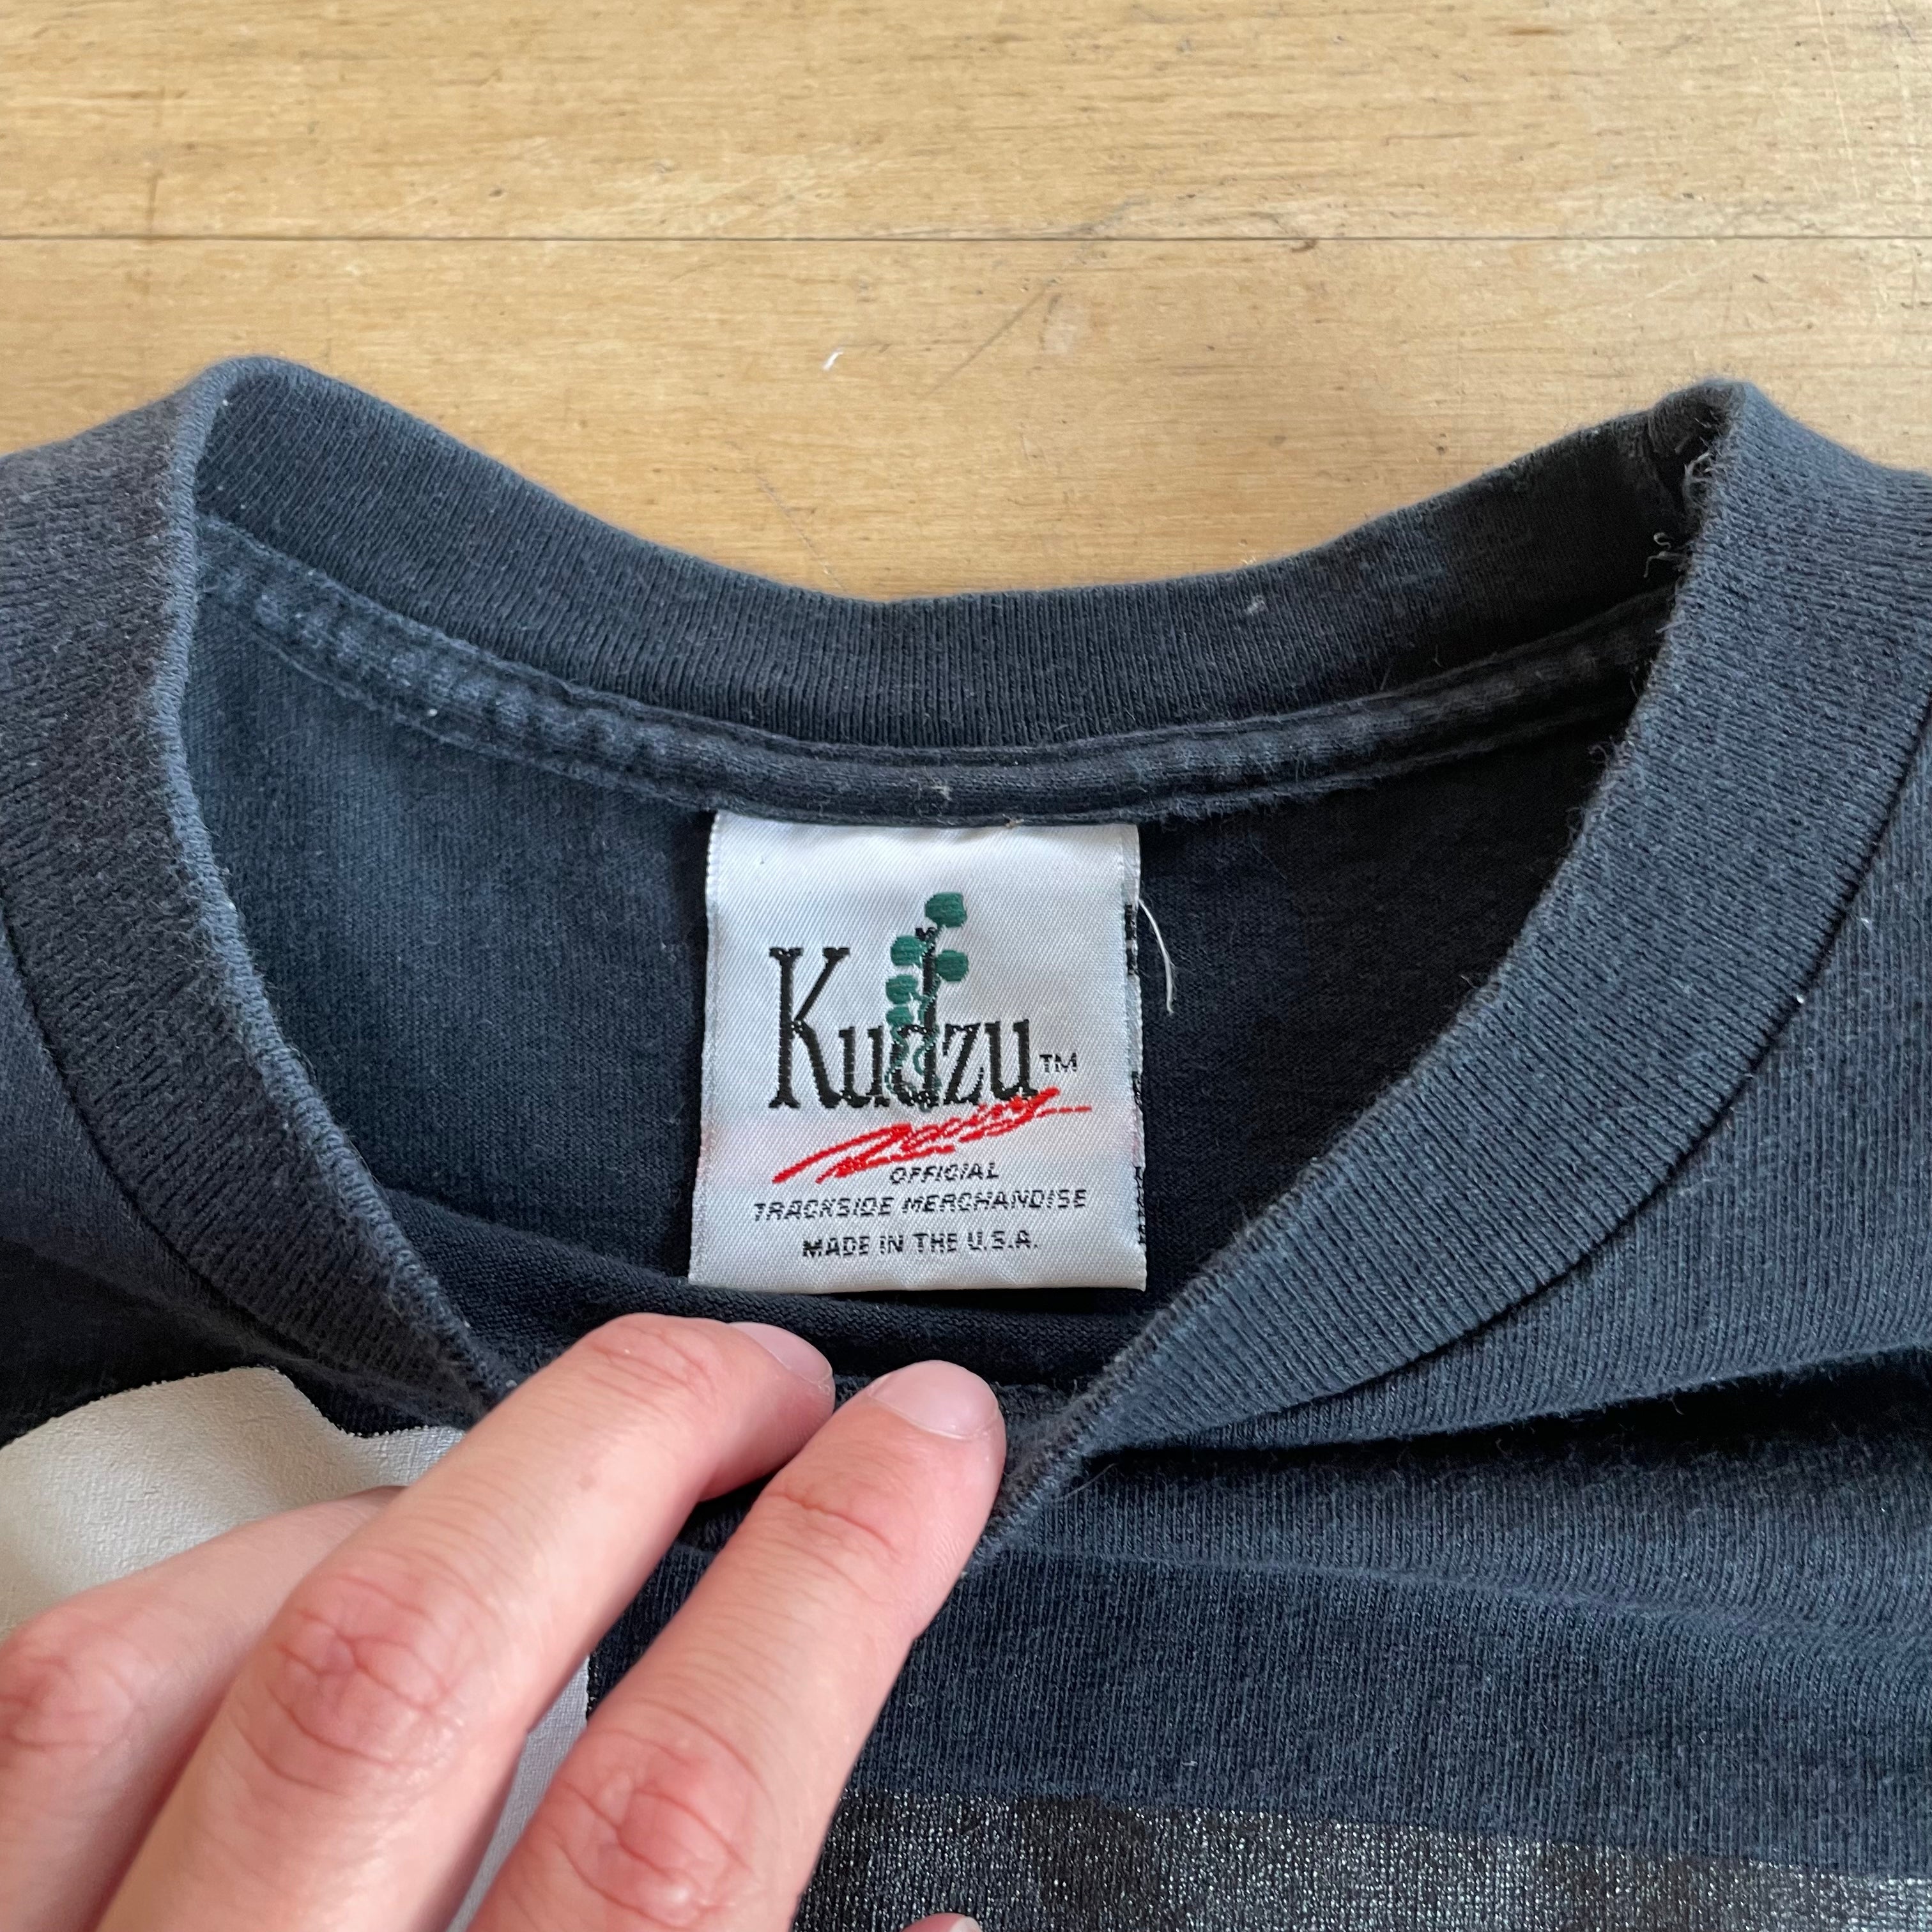 Kudzu™
Racing
OFFICIAL
TRACKSIDE MERCHANDISE
MADE IN THE U.S.A.